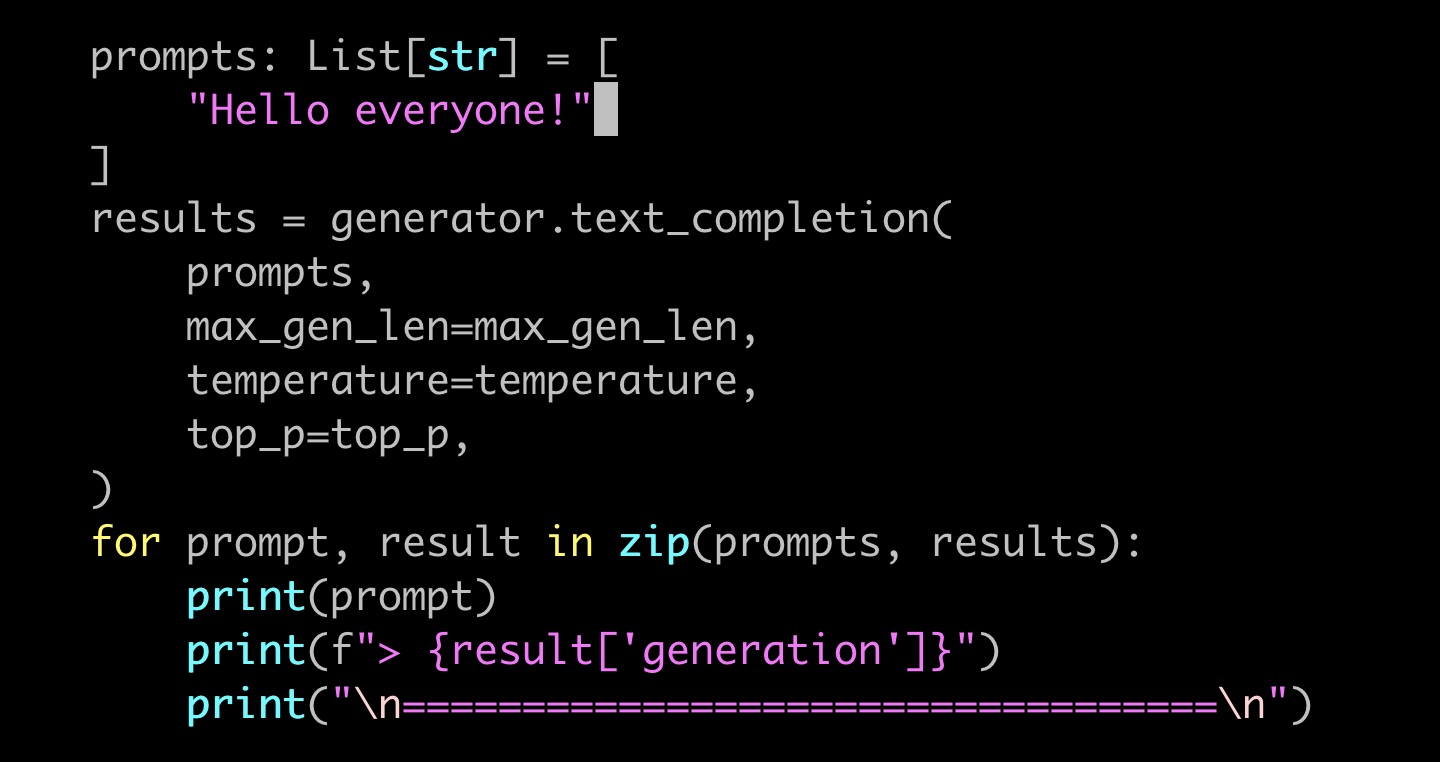 prompts: List[str] = [
    "Hello everyone!"
]
results = generator.text_completion(
    prompts,
    max_gen_len=max_gen_len,
    temperature=temperature,
    top_p=top_p,
)
for prompt, result in zip(prompts, results):
    print(prompt)
    print(f"> {result['generation']}")
    print("\n==================================\n")